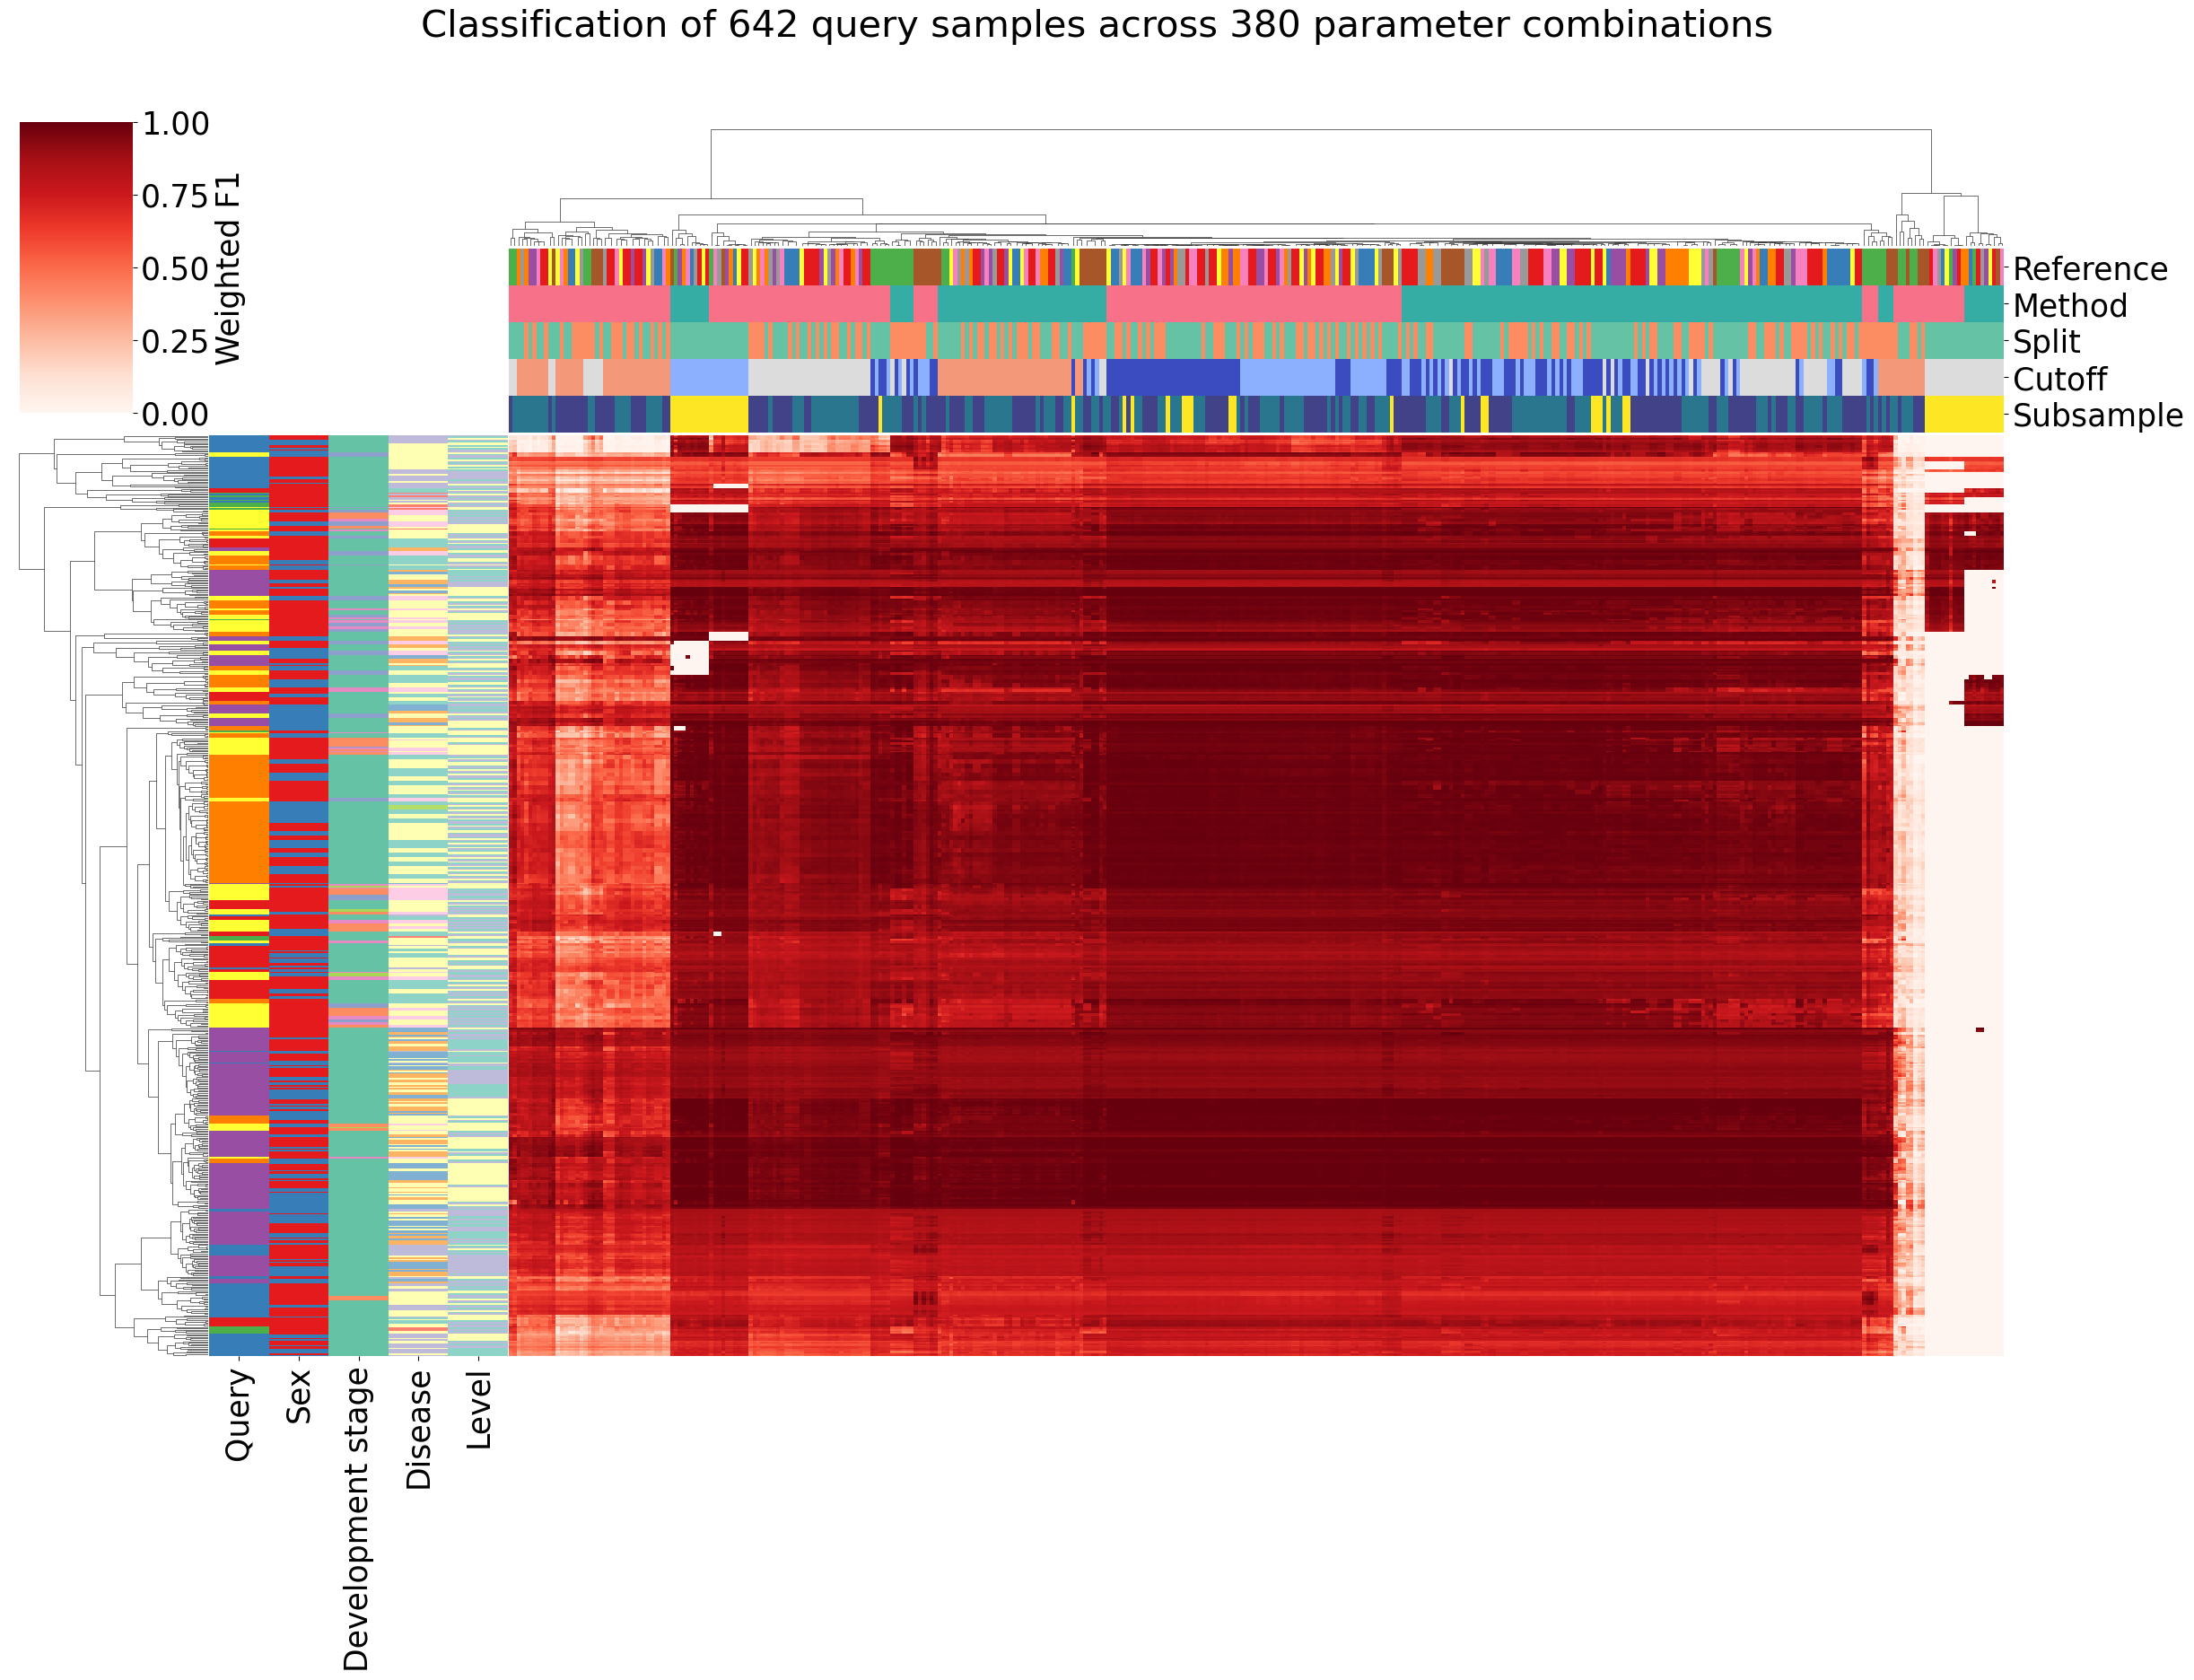 Classification of 642 query samples across 380 parameter combinations
1.00
0.75
0.50
0.25
0.00
Weighted F1
Reference
Method
Split
Cutoff
Subsample
Query
Sex
Development stage
Disease
Level